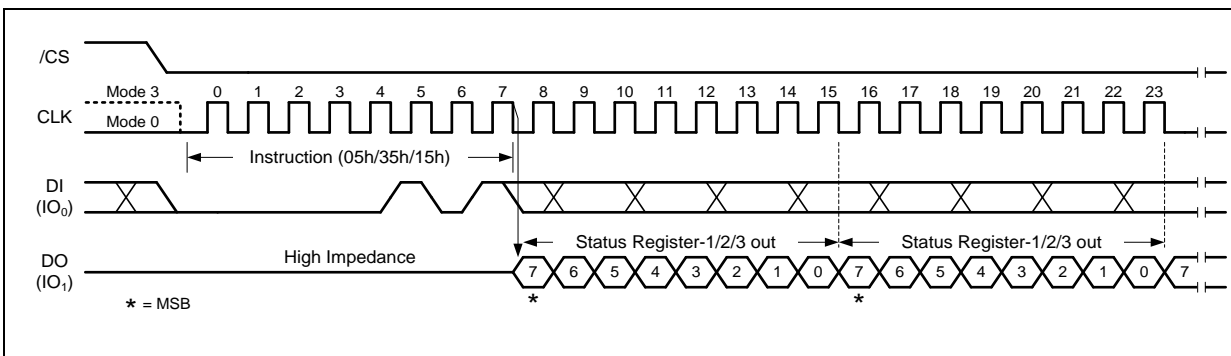 /CS
Mode 3 0 1 2 3 4 5 6 7 8 9 10 11 12 13 14 15 16 17 18 19 20 21 22 23
CLK
Mode 0
Instruction (05h/35h/15h)
DI
(IO0)
Status Register-1/2/3 out Status Register-1/2/3 out
High Impedance
DO
(IO1)
7 6 5 4 3 2 1 0 7 6 5 4 3 2 1 0 7
* *
* = MSB